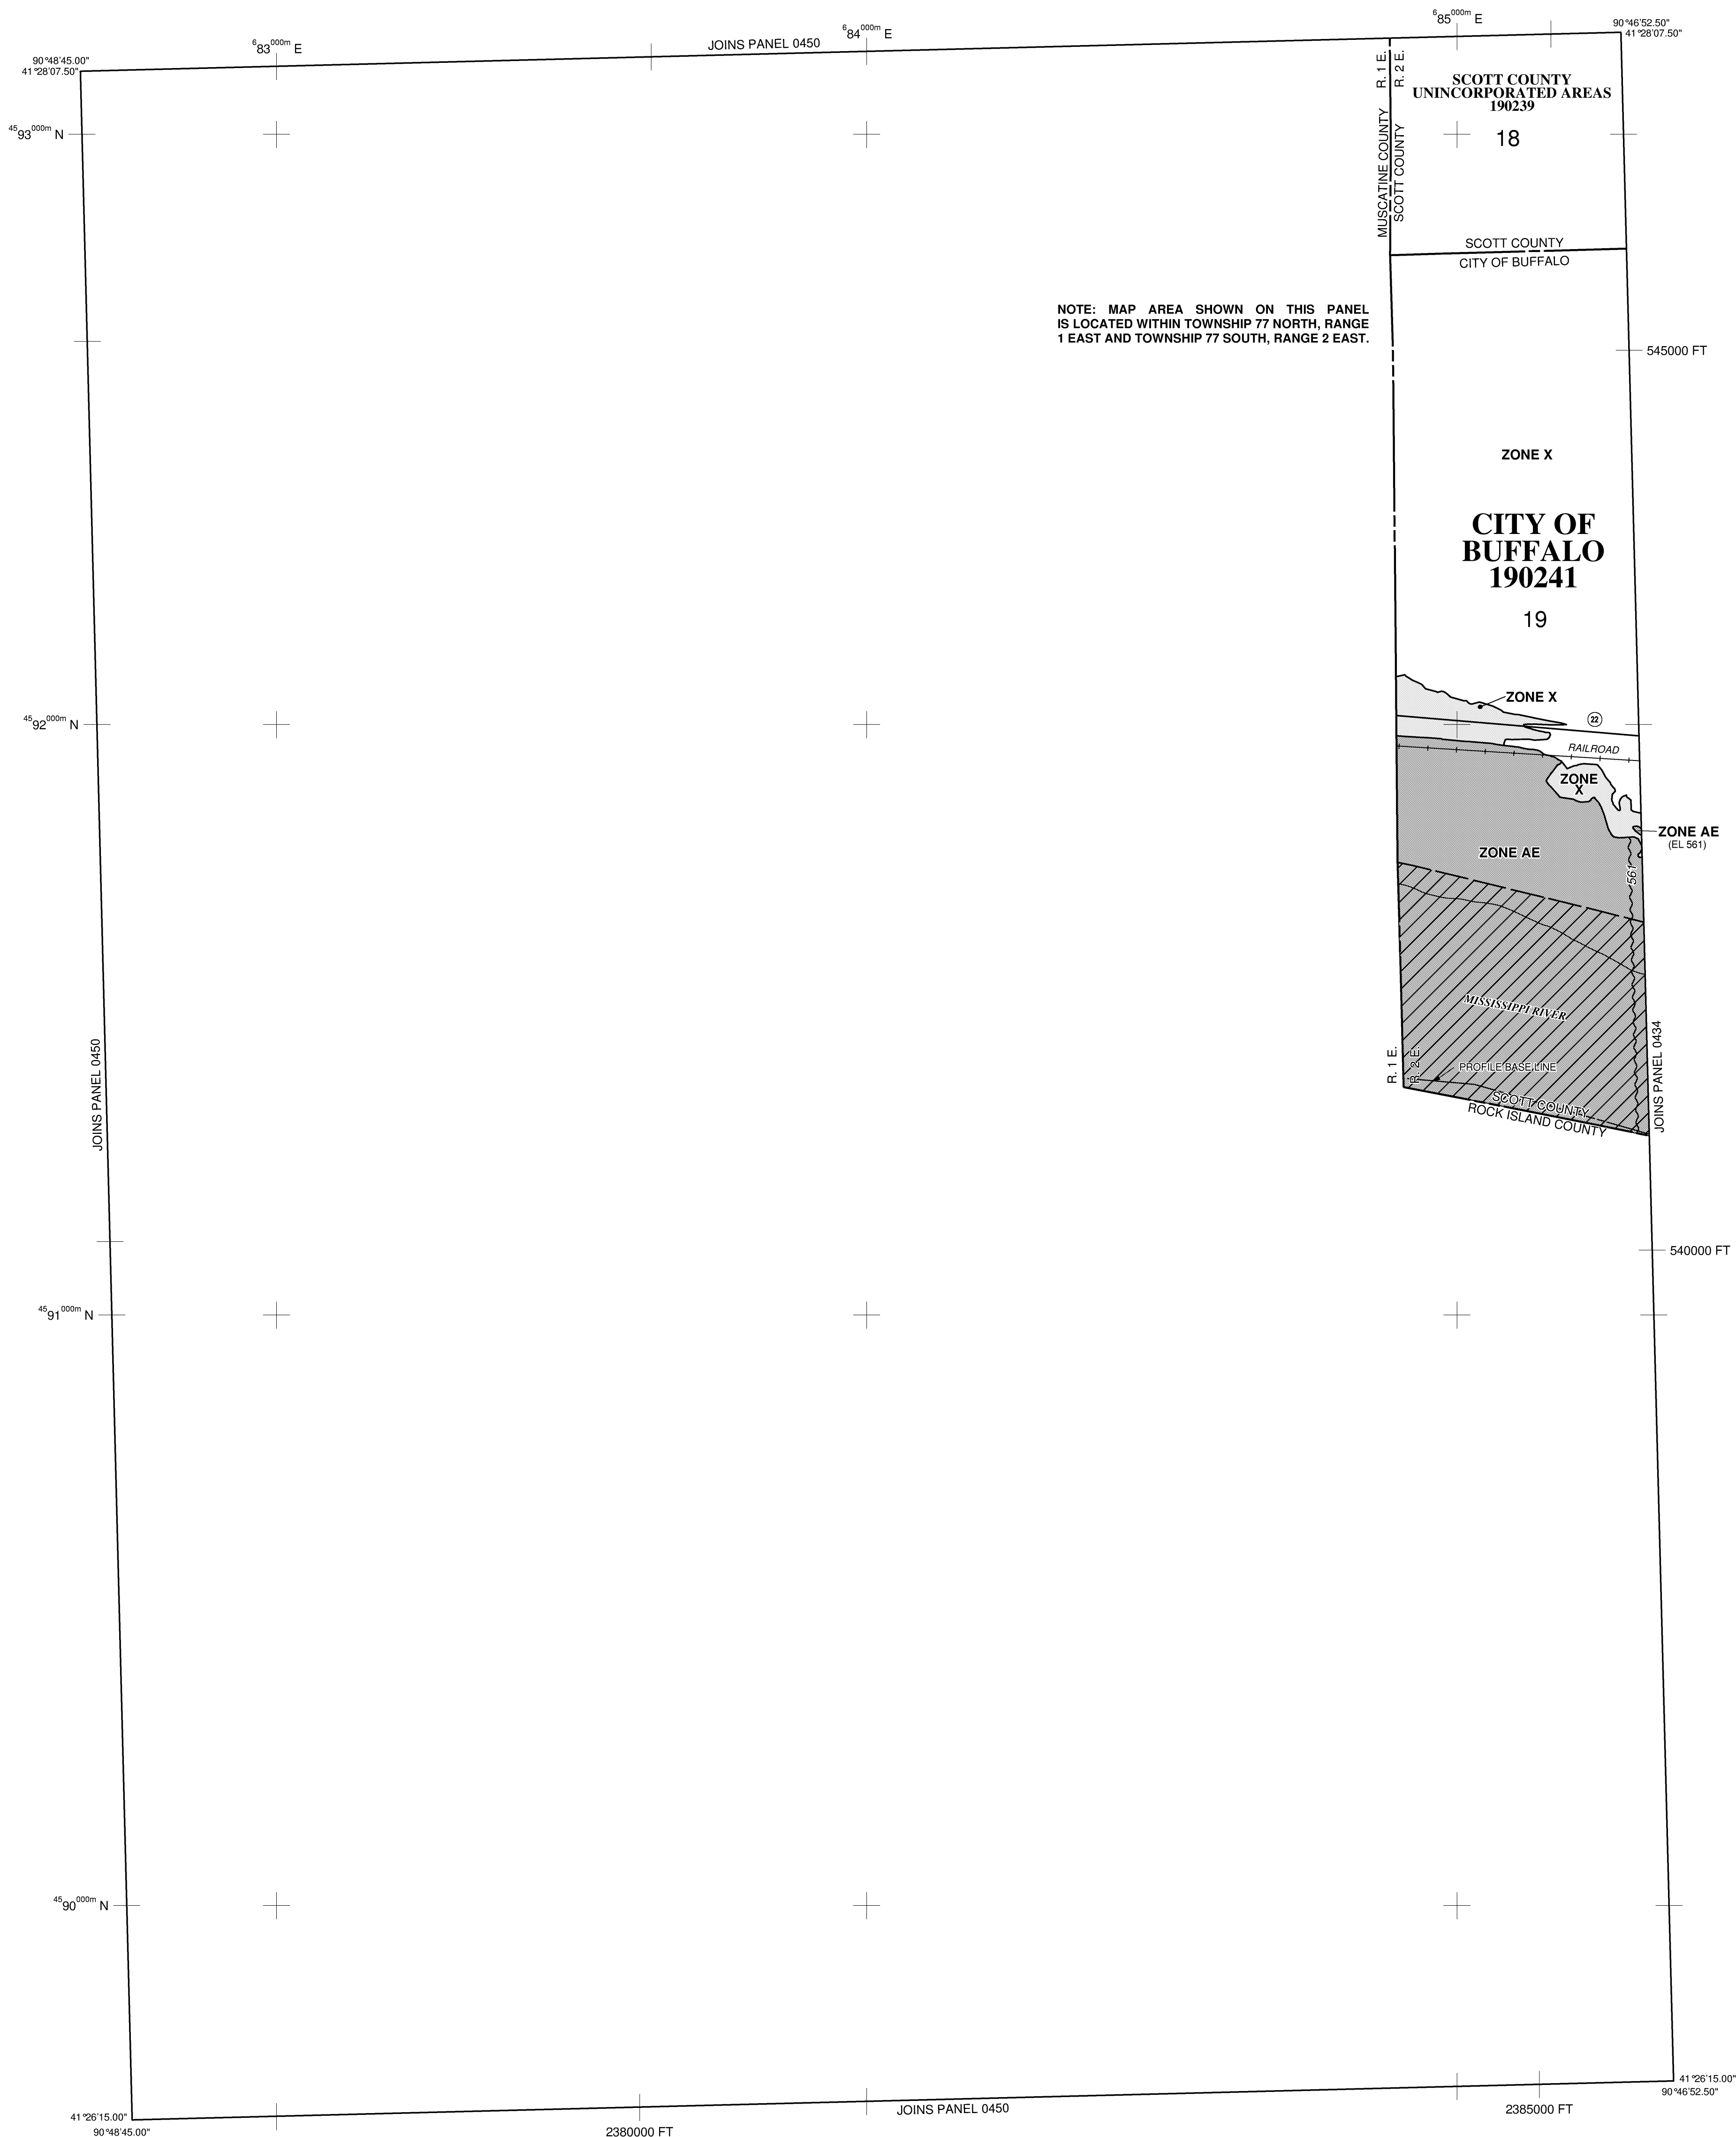 90°48'45.00"
41°28'07.50"
6 83 000m E
JOINS PANEL 0450
6 84 000m E
6 85 000m E
90°46'52.50"
41°28'07.50"
R. 1 E.
R. 2 E.
SCOTT COUNTY
UNINCORPORATED AREAS
190239
18
45 93 000m N
MUSCATINE COUNTY
SCOTT COUNTY
SCOTT COUNTY
CITY OF BUFFALO
NOTE: MAP AREA SHOWN ON THIS PANEL
IS LOCATED WITHIN TOWNSHIP 77 NORTH, RANGE
1 EAST AND TOWNSHIP 77 SOUTH, RANGE 2 EAST.
545000 FT
ZONE X
CITY OF
BUFFALO
190241
19
ZONE X
45 92 000m N
22
RAILROAD
ZONE
X
ZONE AE
(EL 561)
ZONE AE
561
MISSISSIPPI RIVER
JOINS PANEL 0450
R. 1 E.
R. 2 E.
PROFILE BASE LINE
SCOTT COUNTY
ROCK ISLAND COUNTY
JOINS PANEL 0434
540000 FT
45 91 000m N
45 90 000m N
41°26'15.00"
90°48'45.00"
2380000 FT
JOINS PANEL 0450
2385000 FT
41°26'15.00"
90°46'52.50"